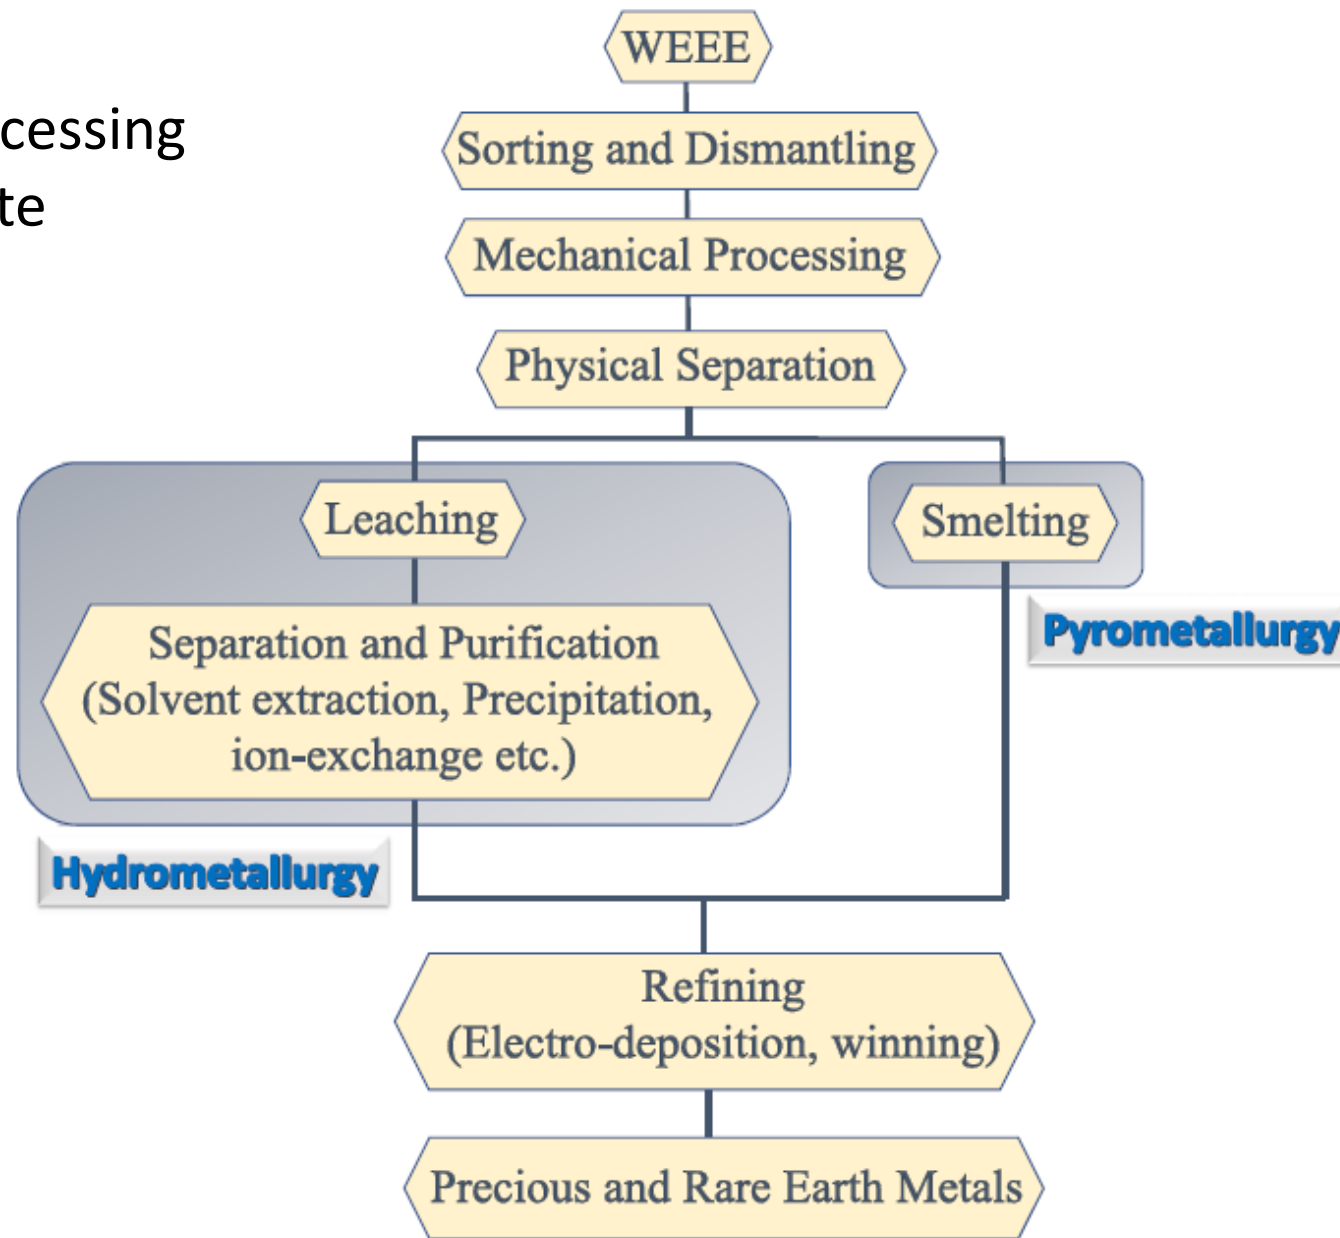 cessing
te
WEEE
Sorting and Dismantling
Mechanical Processing
Physical Separation
Leaching
Smelting
Separation and Purification
(Solvent extraction, Precipitation,
ion-exchange etc.)
Pyrometallurgy
Hydrometallurgy
Refining
(Electro-deposition, winning)
Precious and Rare Earth Metals